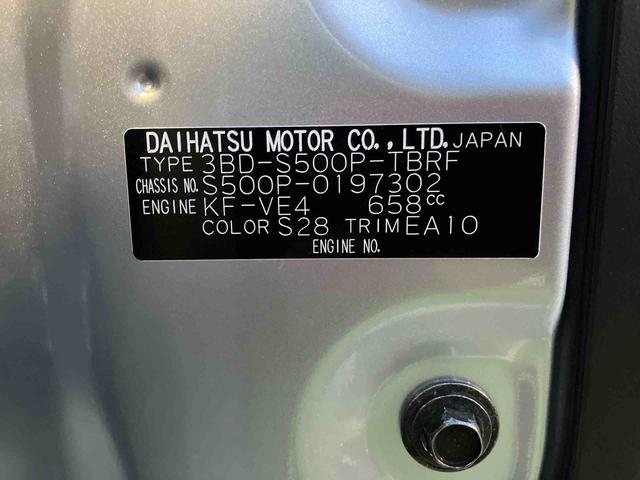 DAIHATSU MOTOR CO.,LTD. JAPAN
TYPE 3BD-S500P-TBRF
CHASSIS NO. S500P-0197302
ENGINE KF-VE4 658cc
COLOR S28 TRIM EA10
ENGINE NO.